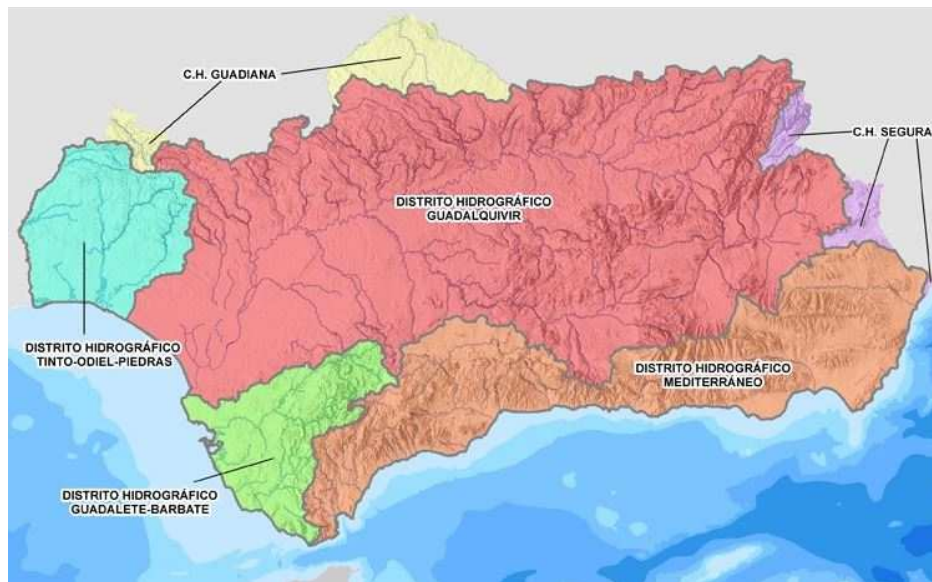 C.H. GUADIANA
C.H. SEGURA
DISTRITO HIDROGRÁFICO
GUADALQUIVIR
DISTRITO HIDROGRÁFICO
TINTO-ODIEL-PIEDRAS
DISTRITO HIDROGRÁFICO
MEDITERRÁNEO
DISTRITO HIDROGRÁFICO
GUADALETE-BARBATE